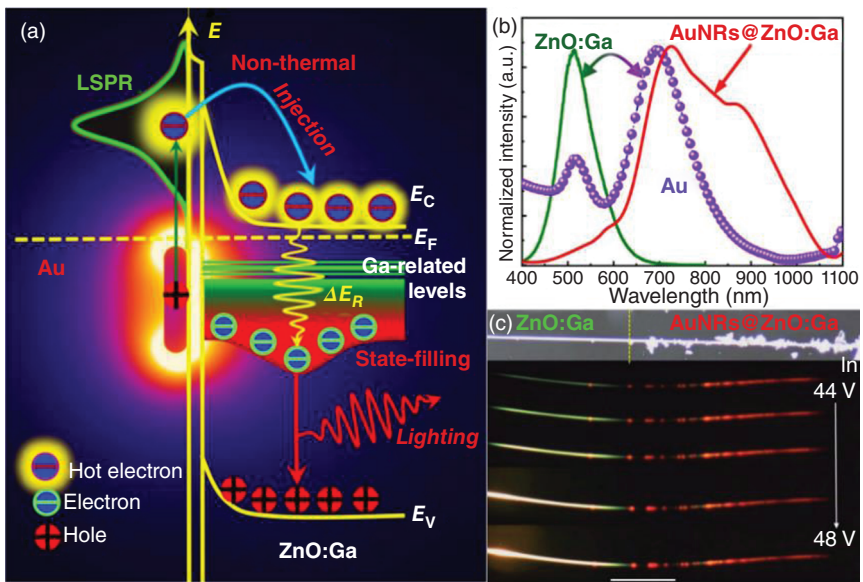 (a)
E
LSPR
Non-thermal
Injection
E_C
E_F
Au
Ga-related
levels
ΔE_R
State-filling
Lighting
Hot electron
Electron
Hole
E_V
ZnO:Ga
(b)
ZnO:Ga
AuNRs@ZnO:Ga
Au
Normalized intensity (a.u.)
400 500 600 700 800 900 1000 1100
Wavelength (nm)
(c)
ZnO:Ga
AuNRs@ZnO:Ga
In
44 V
48 V